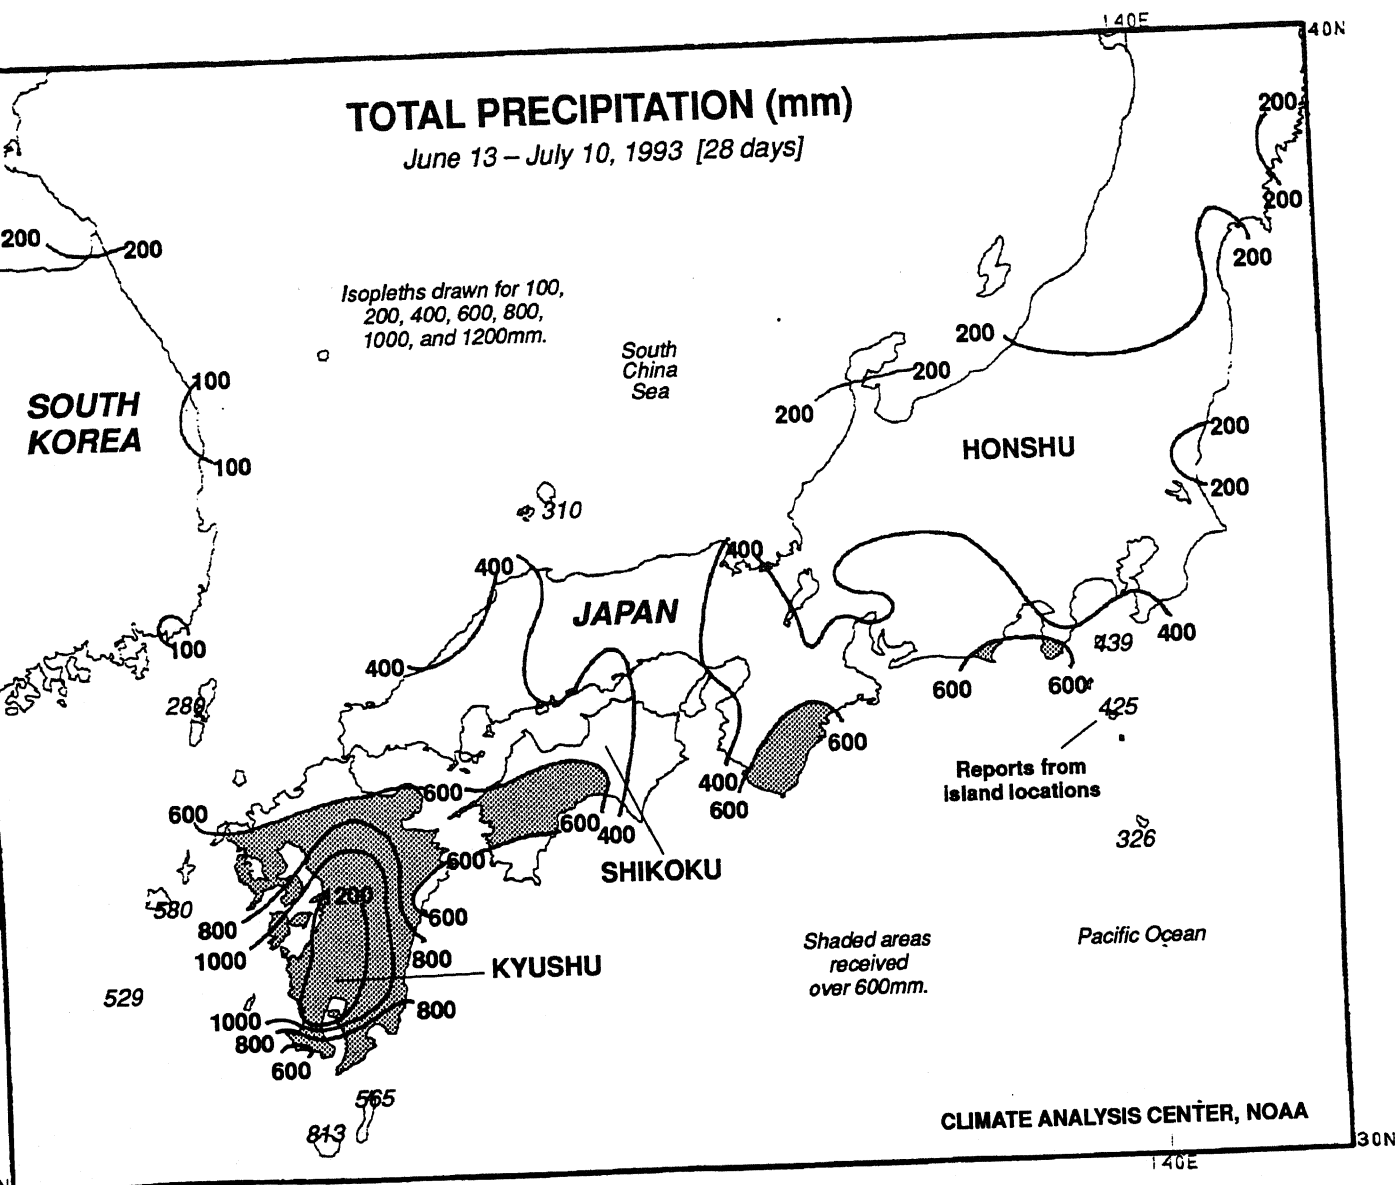 140E
40N
TOTAL PRECIPITATION (mm)
June 13 – July 10, 1993 [28 days]
200
200
200
200
200
Isopleths drawn for 100,
200, 400, 600, 800,
1000, and 1200mm.
South
China
Sea
200
200
200
100
SOUTH
KOREA
HONSHU
200
100
200
310
400
400
JAPAN
100
400
439
400
280
600
600
425
600
Reports from
island locations
400
600
600
600
326
600
400
600
SHIKOKU
1200
580
800
600
1000
800
KYUSHU
Shaded areas
received
over 600mm.
Pacific Ocean
529
1000
800
800
600
565
813
CLIMATE ANALYSIS CENTER, NOAA
30N
140E
N